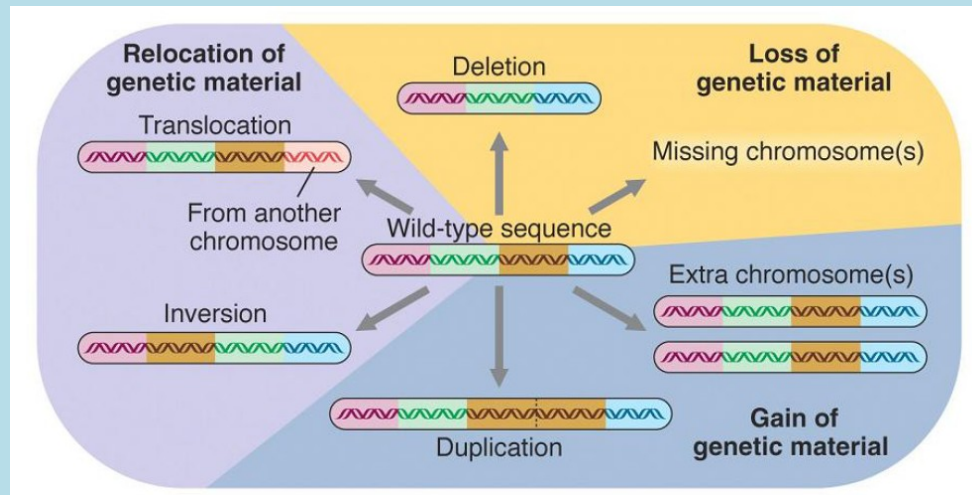 Relocation of
genetic material
Translocation
From another
chromosome
Inversion
Deletion
Loss of
genetic material
Missing chromosome(s)
Wild-type sequence
Extra chromosome(s)
Duplication
Gain of
genetic material